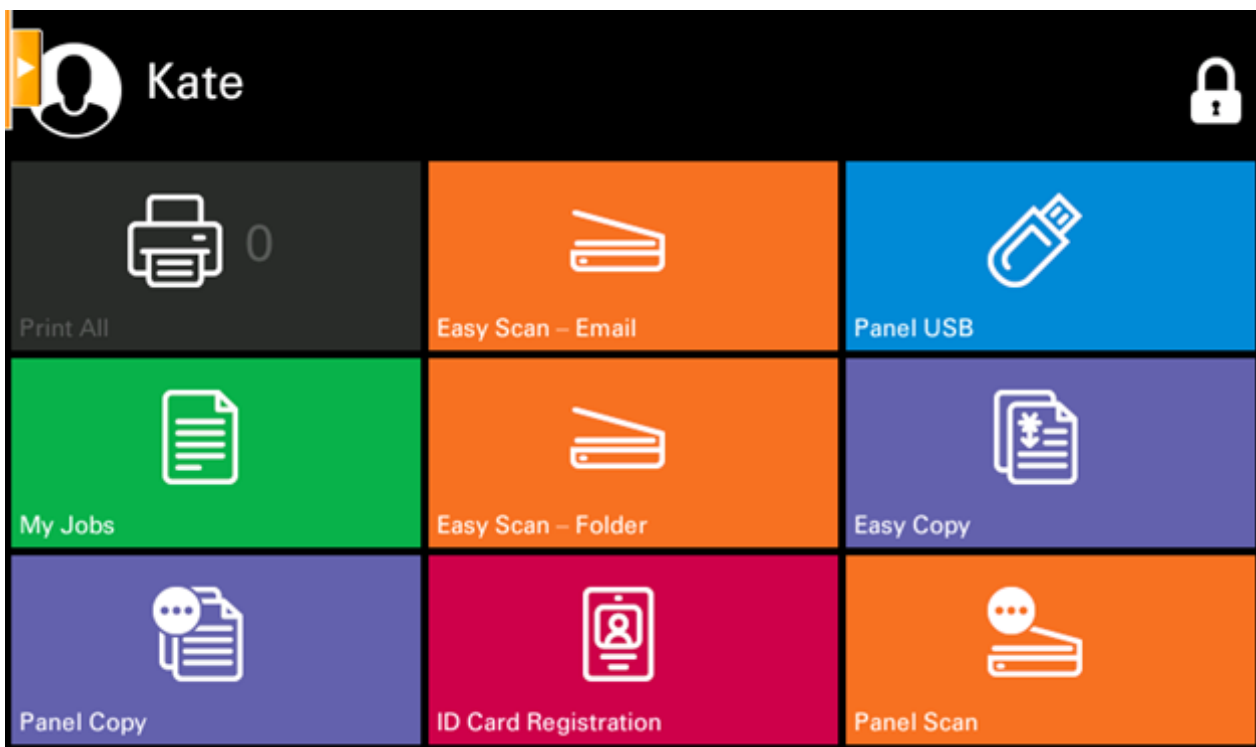 Kate
0
Print All
Easy Scan – Email
Panel USB
My Jobs
Easy Scan – Folder
Easy Copy
Panel Copy
ID Card Registration
Panel Scan